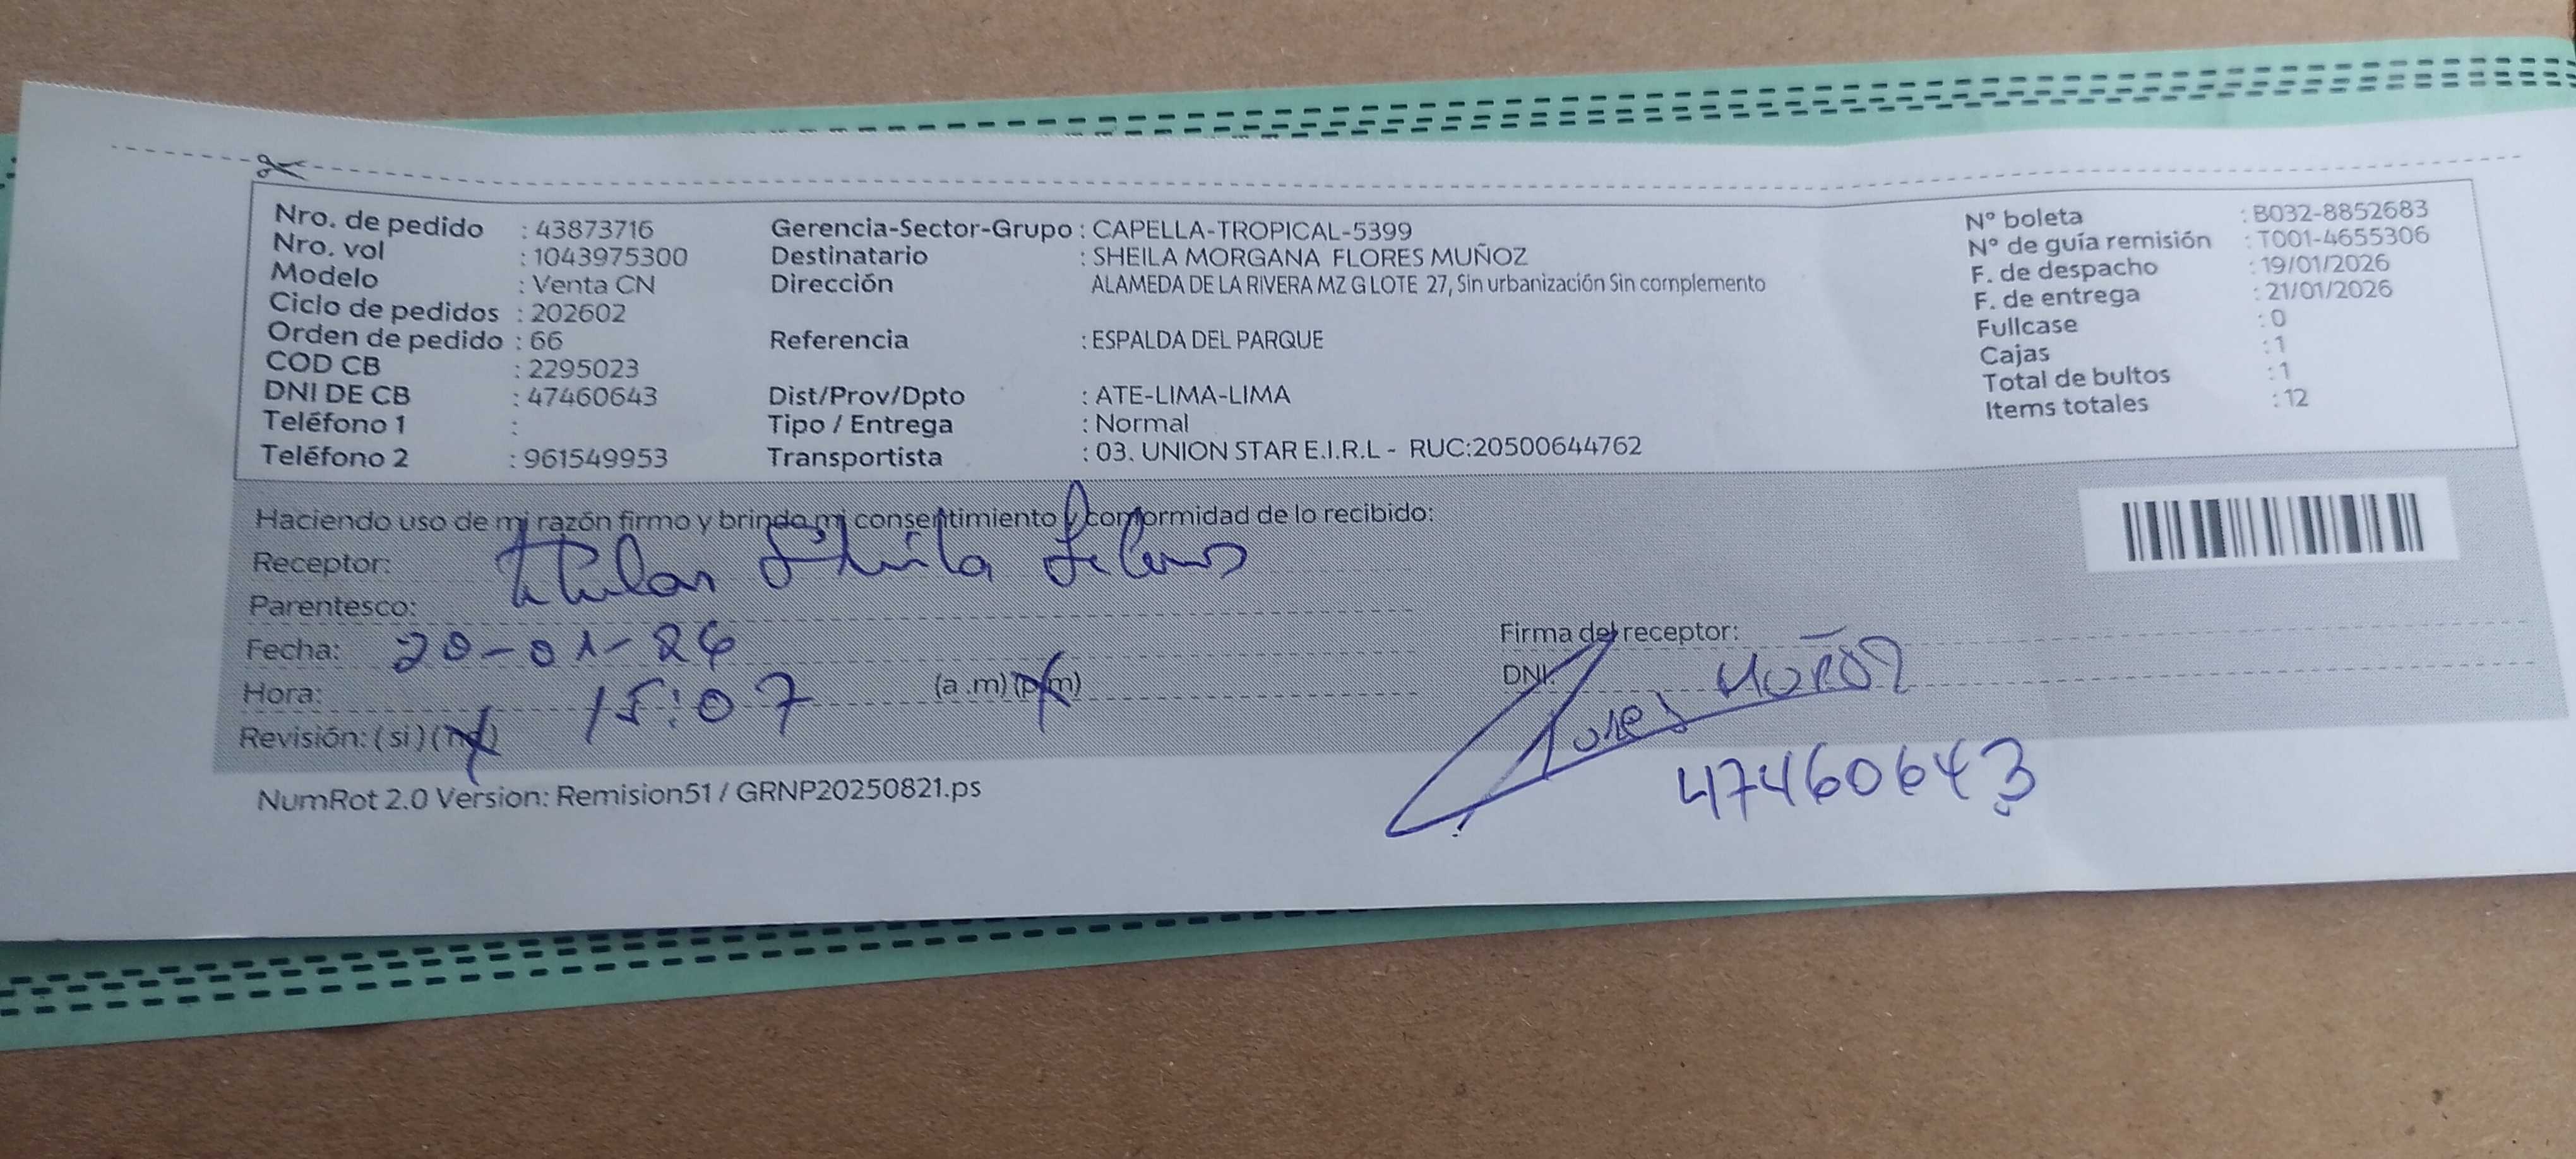 Nro. de pedido : 43873716
Nro. vol : 1043975300
Modelo : Venta CN
Ciclo de pedidos : 202602
Orden de pedido : 66
COD CB : 2295023
DNI DE CB : 47460643
Teléfono 1 :
Teléfono 2 : 961549953
Gerencia-Sector-Grupo : CAPELLA-TROPICAL-5399
Destinatario : SHEILA MORGANA FLORES MUÑOZ
Dirección ALAMEDA DE LA RIVERA MZ G LOTE 27, Sin urbanización Sin complemento
Referencia : ESPALDA DEL PARQUE
Dist/Prov/Dpto : ATE-LIMA-LIMA
Tipo / Entrega : Normal
Transportista : 03. UNION STAR E.I.R.L - RUC:20500644762
N° boleta : B032-8852683
N° de guía remisión : T001-4655306
F. de despacho : 19/01/2026
F. de entrega : 21/01/2026
Fullcase : 0
Cajas : 1
Total de bultos : 1
Items totales : 12
Haciendo uso de mi razón firmo y brindo mi consentimiento y conformidad de lo recibido:
Receptor: titular Sheila
Parentesco:
Fecha: 20-01-26
Hora: 15:07 (a.m) (p.m)
Revisión: (si) (no)
Firma del receptor:
DNI: 47460643
NumRot 2.0 Version: Remision51 / GRNP20250821.ps